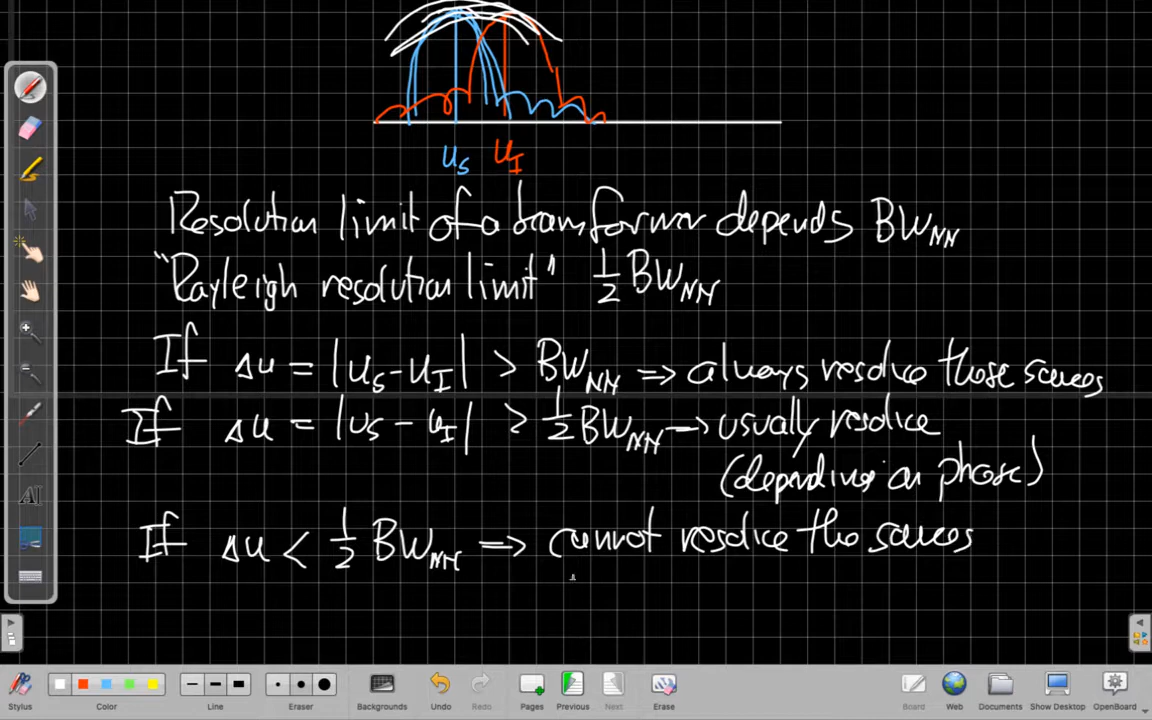 u_S u_I
Resolution limit of a transformer depends BW_NN
"Rayleigh resolution limit" 1/2 BW_NN
If Δu = |u_S - u_I| > BW_NN => always resolve those sources
If Δu = |u_S - u_I| > 1/2 BW_NN -> usually resolve
(depending on phase)
If Δu < 1/2 BW_NN => cannot resolve the sources
Stylus Color Line Eraser Backgrounds Undo Redo Pages Previous Next Erase Board Web Documents Show Desktop OpenBoard